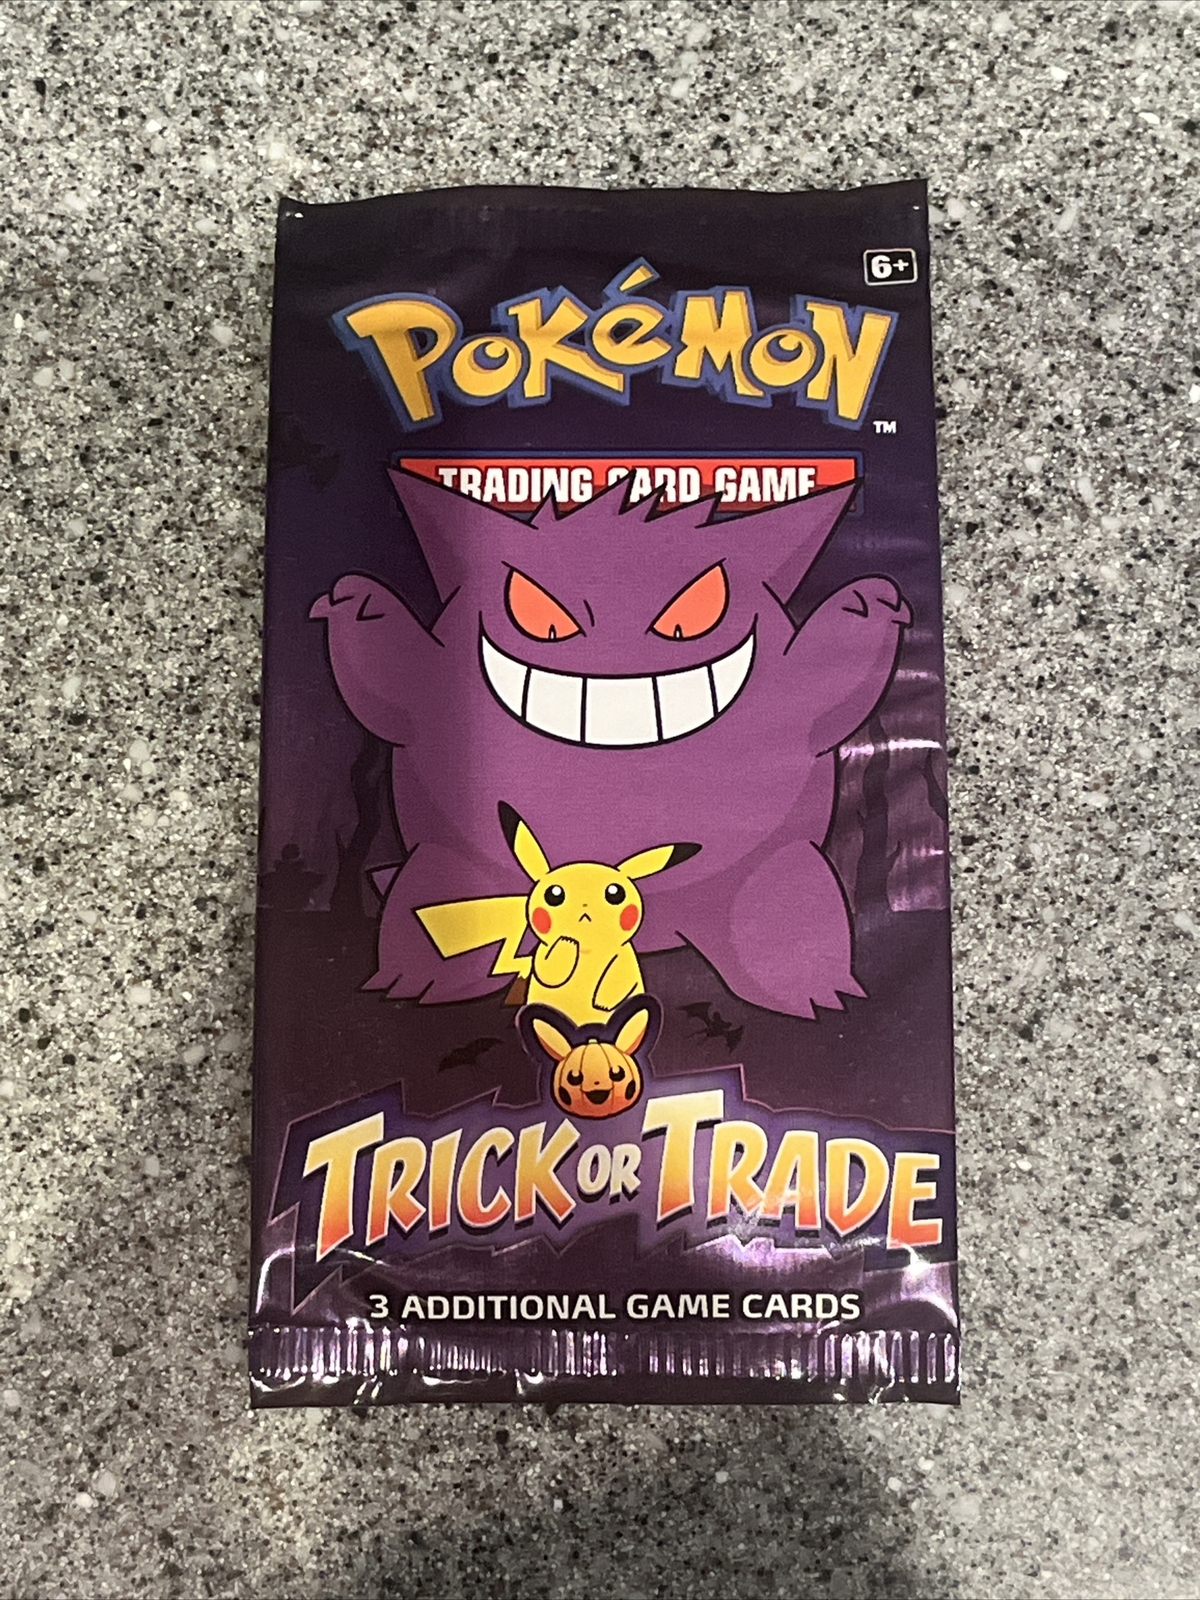 6+
POKéMON
™
TRADING CARD GAME
TRICK OR TRADE
3 ADDITIONAL GAME CARDS